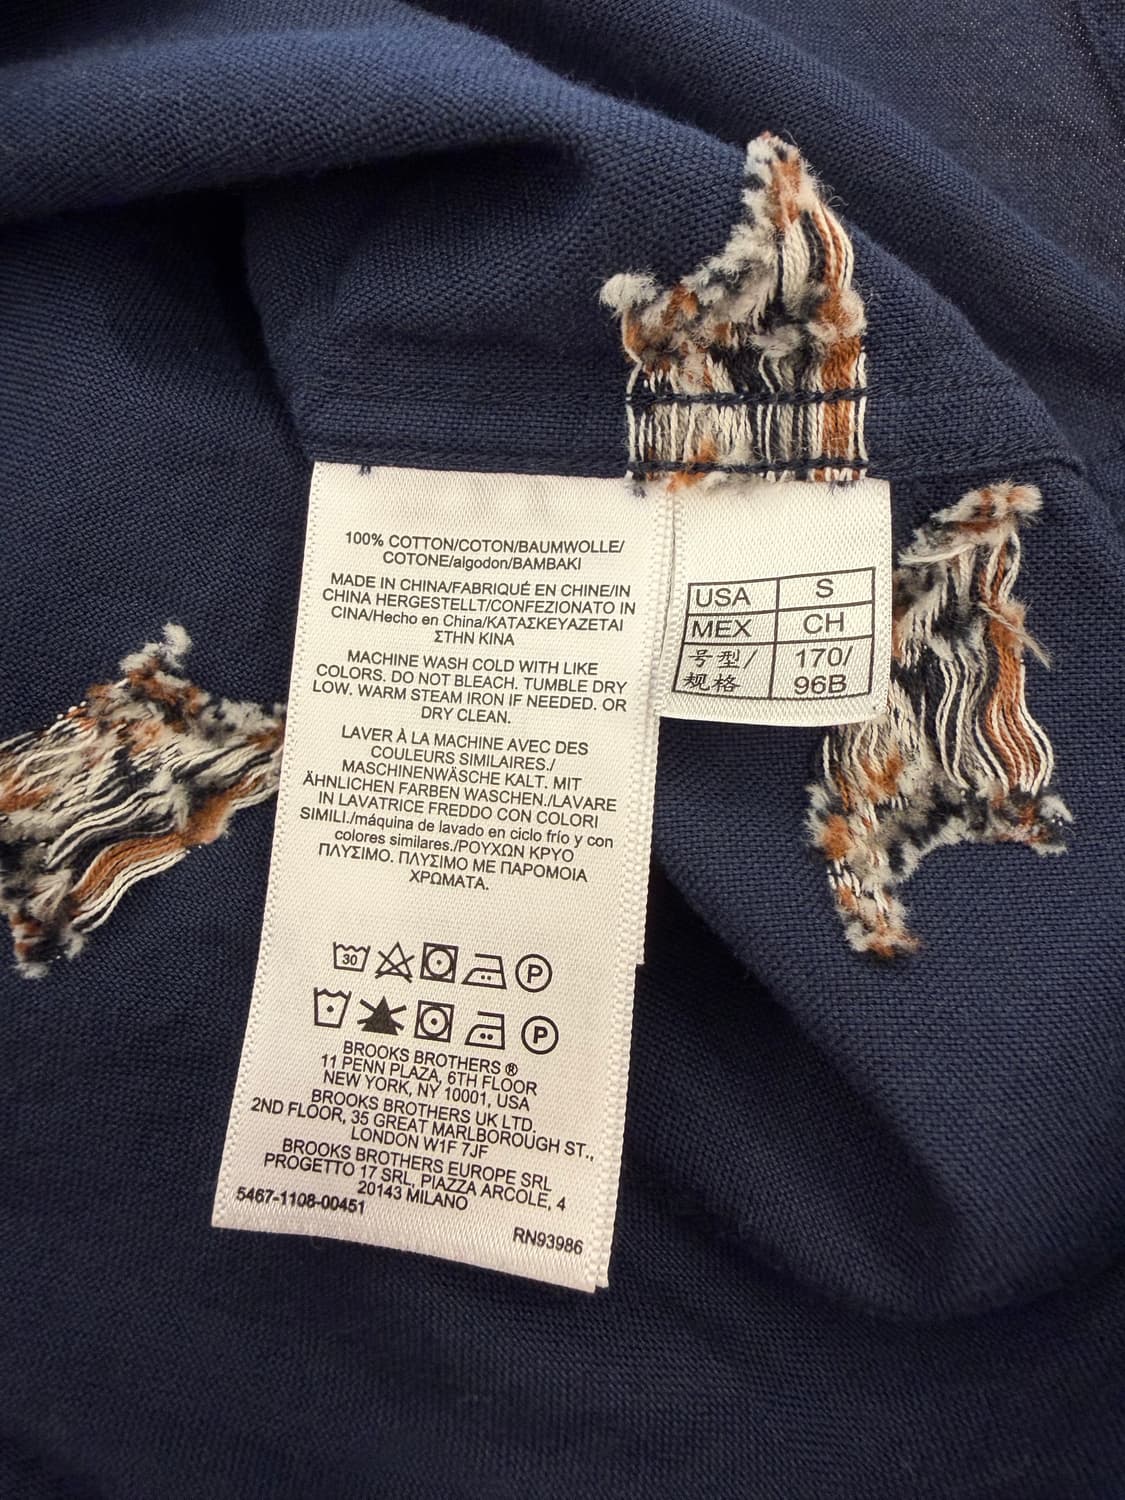 100% COTTON/COTON/BAUMWOLLE/
COTONE/algodon/BAMBAKI
MADE IN CHINA/FABRIQUÉ EN CHINE/IN
CHINA HERGESTELLT/CONFEZIONATO IN
CINA/Hecho en China/ΚΑΤΑΣΚΕΥΑΖΕΤΑΙ
ΣΤΗΝ ΚΙΝΑ
MACHINE WASH COLD WITH LIKE
COLORS. DO NOT BLEACH. TUMBLE DRY
LOW, WARM STEAM IRON IF NEEDED. OR
DRY CLEAN.
LAVER À LA MACHINE AVEC DES
COULEURS SIMILAIRES./
MASCHINENWÄSCHE KALT. MIT
ÄHNLICHEN FARBEN WASCHEN./LAVARE
IN LAVATRICE FREDDO CON COLORI
SIMILI./máquina de lavado en ciclo frío y con
colores similares./ΡΟΥΧΩΝ ΚΡΥΟ
ΠΛΥΣΙΜΟ. ΠΛΥΣΙΜΟ ΜΕ ΠΑΡΟΜΟΙΑ
ΧΡΩΜΑΤΑ.
30 P
P
BROOKS BROTHERS ®
11 PENN PLAZA, 6TH FLOOR
NEW YORK, NY 10001, USA
BROOKS BROTHERS UK LTD.
2ND FLOOR, 35 GREAT MARLBOROUGH ST.,
LONDON W1F 7JF
BROOKS BROTHERS EUROPE SRL
PROGETTO 17 SRL, PIAZZA ARCOLE, 4
20143 MILANO
5467-1108-00451
RN93986
USA S
MEX CH
号型/ 170/
规格 96B